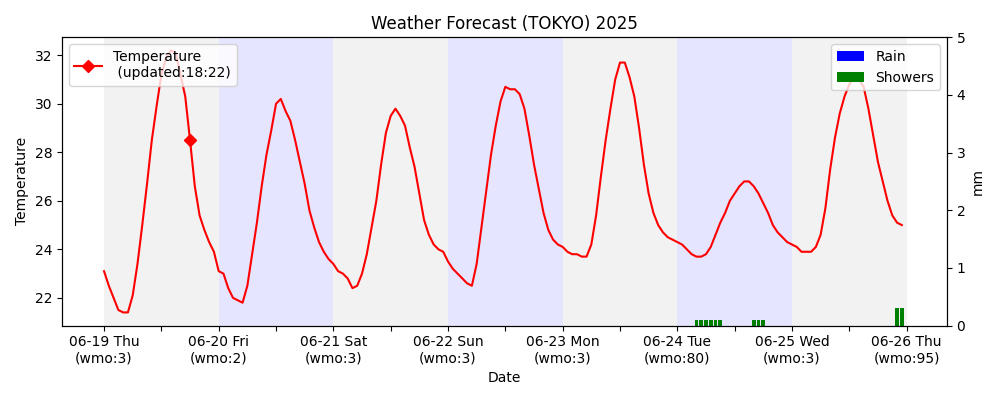 Weather Forecast (TOKYO) 2025
Temperature
(updated:18:22)
Rain
Showers
32
30
28
26
24
22
Temperature
5
4
3
2
1
0
mm
06-19 Thu
(wmo:3)
06-20 Fri
(wmo:2)
06-21 Sat
(wmo:3)
06-22 Sun
(wmo:3)
06-23 Mon
(wmo:3)
06-24 Tue
(wmo:80)
06-25 Wed
(wmo:3)
06-26 Thu
(wmo:95)
Date